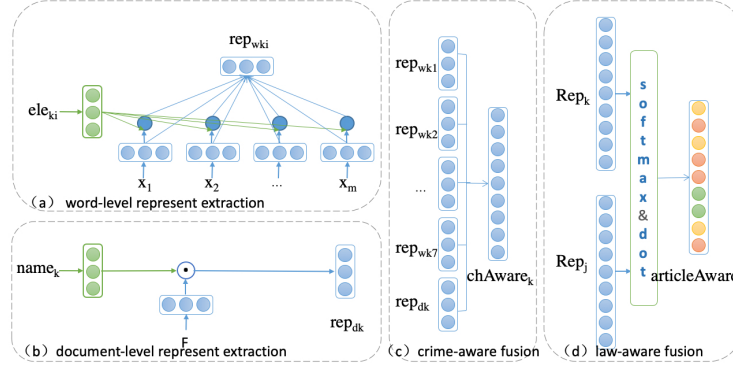 rep_wki
ele_ki
x_1 x_2 ... x_m
(a) word-level represent extraction
name_k
F
rep_dk
(b) document-level represent extraction
rep_wk1
rep_wk2
...
rep_wk7
rep_dk
chAware_k
(c) crime-aware fusion
Rep_k
Rep_j
softmax&dot
articleAware
(d) law-aware fusion